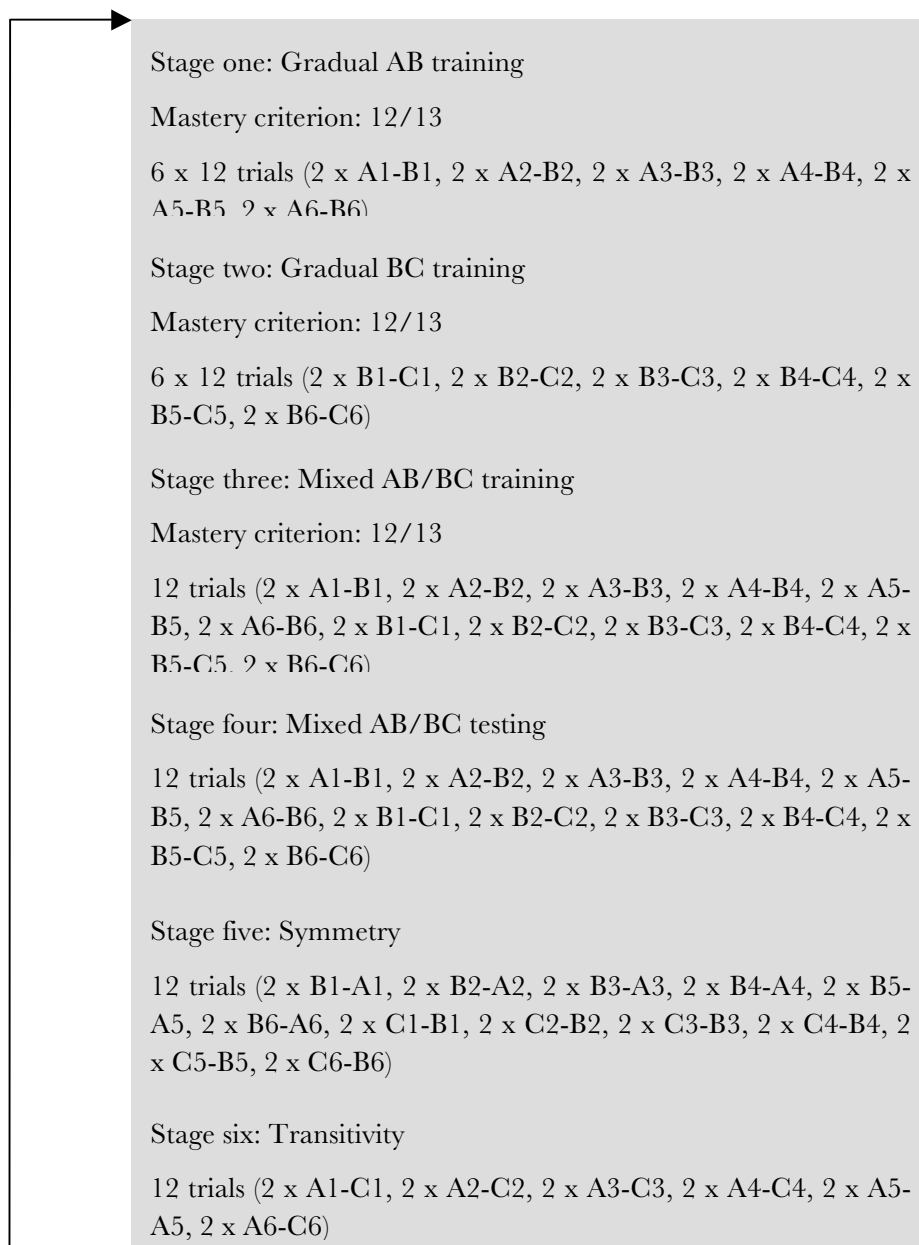 Stage one: Gradual AB training
Mastery criterion: 12/13
6 x 12 trials (2 x A1-B1, 2 x A2-B2, 2 x A3-B3, 2 x A4-B4, 2 x
A5-B5, 2 x A6-B6)
Stage two: Gradual BC training
Mastery criterion: 12/13
6 x 12 trials (2 x B1-C1, 2 x B2-C2, 2 x B3-C3, 2 x B4-C4, 2 x
B5-C5, 2 x B6-C6)
Stage three: Mixed AB/BC training
Mastery criterion: 12/13
12 trials (2 x A1-B1, 2 x A2-B2, 2 x A3-B3, 2 x A4-B4, 2 x A5-
B5, 2 x A6-B6, 2 x B1-C1, 2 x B2-C2, 2 x B3-C3, 2 x B4-C4, 2 x
B5-C5, 2 x B6-C6)
Stage four: Mixed AB/BC testing
12 trials (2 x A1-B1, 2 x A2-B2, 2 x A3-B3, 2 x A4-B4, 2 x A5-
B5, 2 x A6-B6, 2 x B1-C1, 2 x B2-C2, 2 x B3-C3, 2 x B4-C4, 2 x
B5-C5, 2 x B6-C6)
Stage five: Symmetry
12 trials (2 x B1-A1, 2 x B2-A2, 2 x B3-A3, 2 x B4-A4, 2 x B5-
A5, 2 x B6-A6, 2 x C1-B1, 2 x C2-B2, 2 x C3-B3, 2 x C4-B4, 2
x C5-B5, 2 x C6-B6)
Stage six: Transitivity
12 trials (2 x A1-C1, 2 x A2-C2, 2 x A3-C3, 2 x A4-C4, 2 x A5-
A5, 2 x A6-C6)